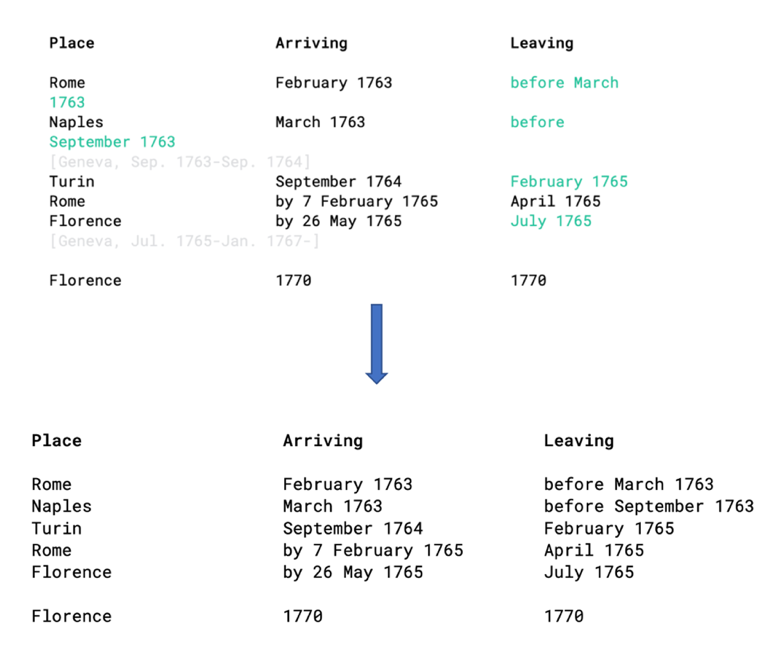 Place Arriving Leaving
Rome February 1763 before March
1763
Naples March 1763 before
September 1763
[Geneva, Sep. 1763-Sep. 1764]
Turin September 1764 February 1765
Rome by 7 February 1765 April 1765
Florence by 26 May 1765 July 1765
[Geneva, Jul. 1765-Jan. 1767-]
Florence 1770 1770
Place Arriving Leaving
Rome February 1763 before March 1763
Naples March 1763 before September 1763
Turin September 1764 February 1765
Rome by 7 February 1765 April 1765
Florence by 26 May 1765 July 1765
Florence 1770 1770